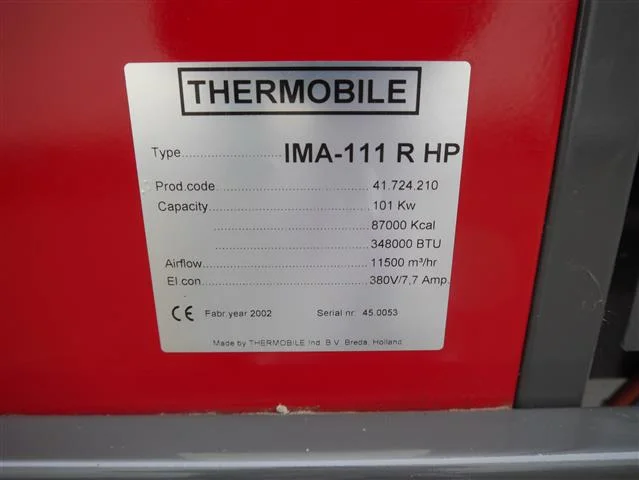 THERMOBILE
Type.......................... IMA-111 R HP
Prod.code....................................... 41.724.210
Capacity......................................... 101 Kw
......................................... 87000 Kcal
......................................... 348000 BTU
Airflow........................................... 11500 m³/hr
El.con............................................ 380V/7,7 Amp.
CE Fabr.year 2002 Serial nr: 45.0053
Made by THERMOBILE Ind. B.V. Breda, Holland